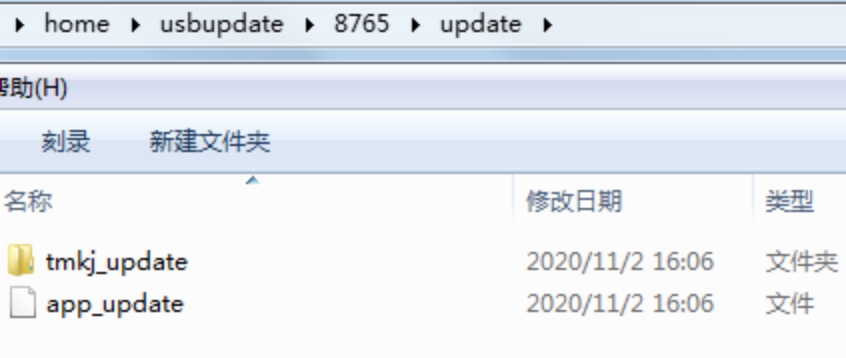 home usbupdate 8765 update
帮助(H)
刻录 新建文件夹
名称 修改日期 类型
tmkj_update 2020/11/2 16:06 文件夹
app_update 2020/11/2 16:06 文件